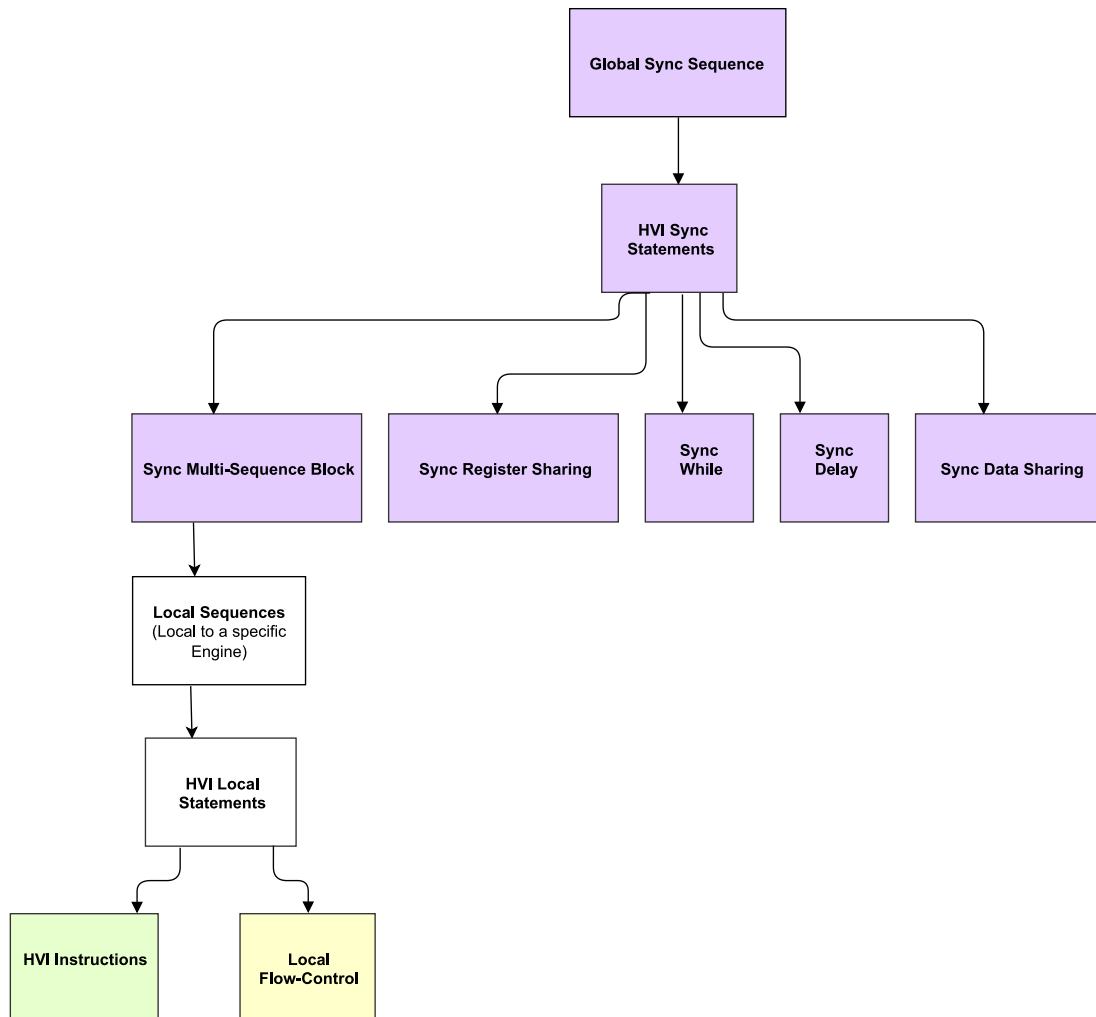 Global Sync Sequence
HVI Sync
Statements
Sync Multi-Sequence Block
Sync Register Sharing
Sync
While
Sync
Delay
Sync Data Sharing
Local Sequences
(Local to a specific
Engine)
HVI Local
Statements
HVI Instructions
Local
Flow-Control